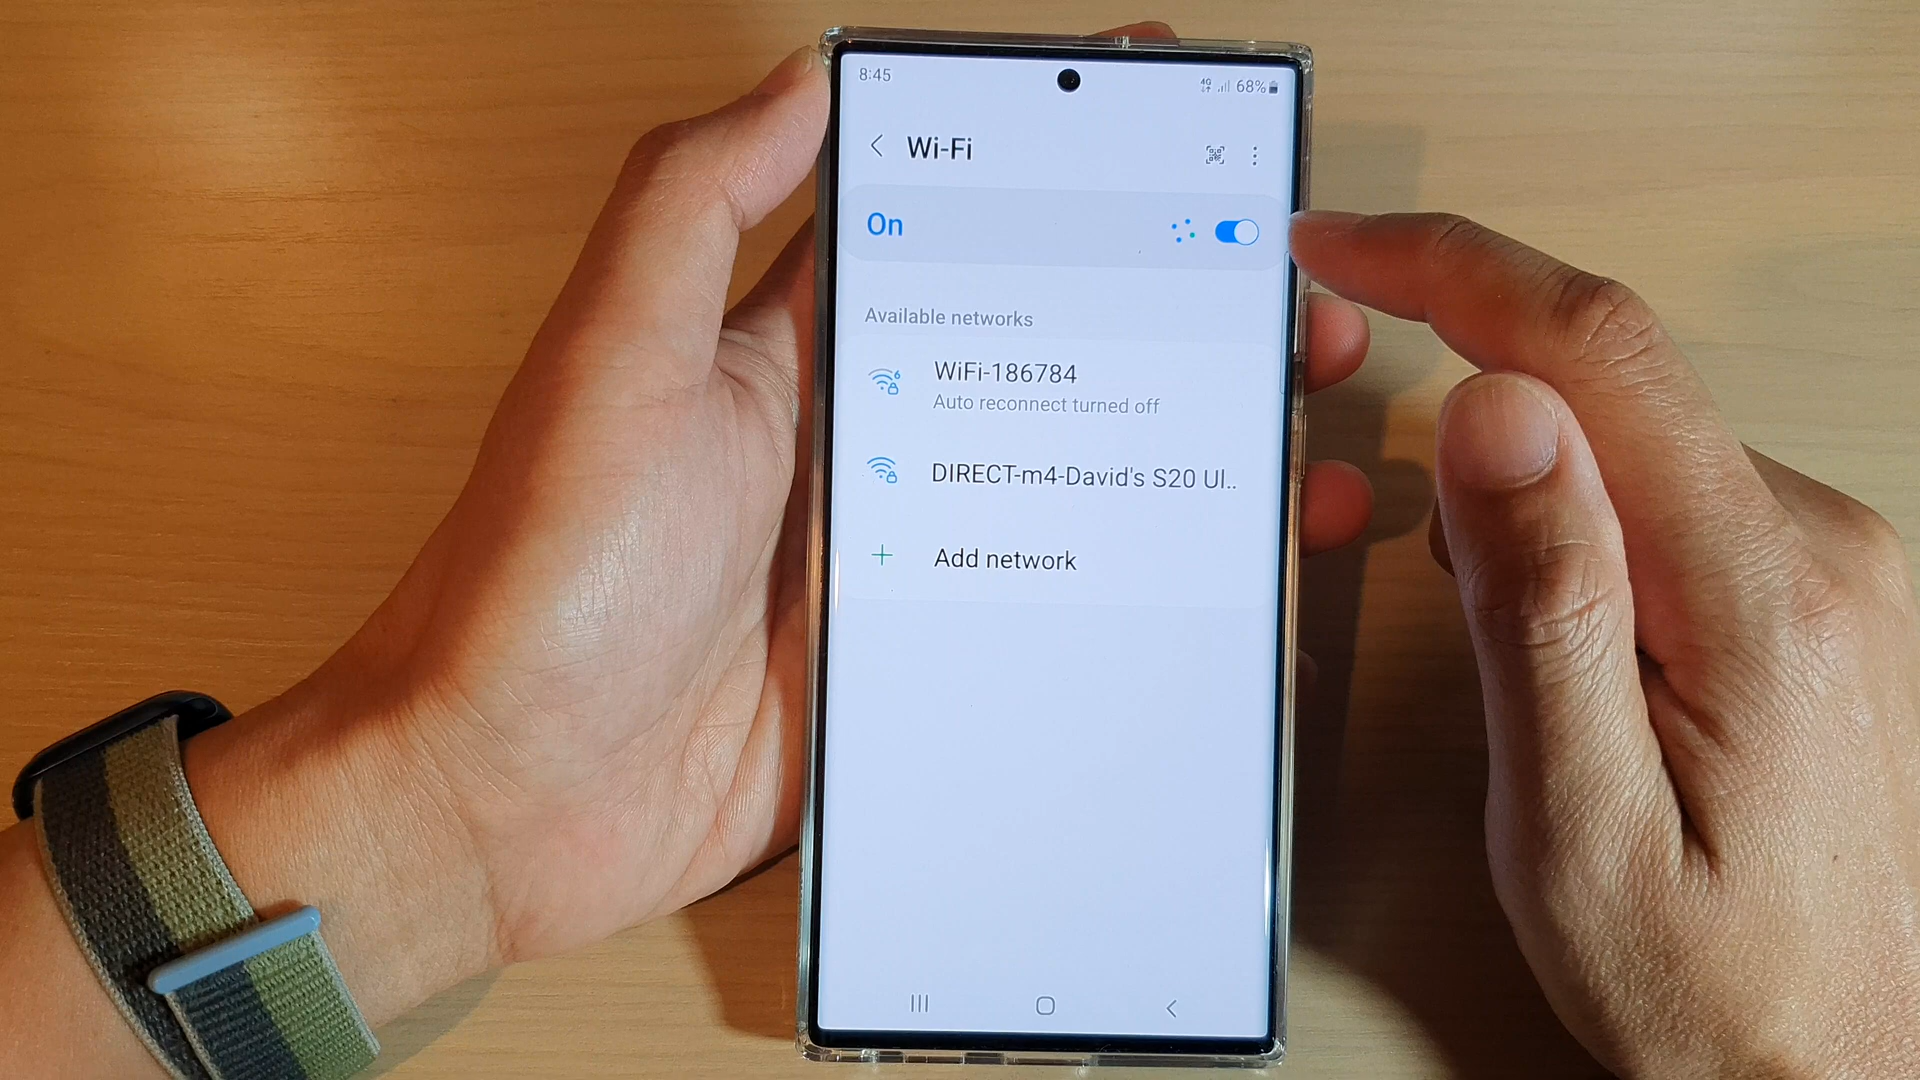 8:45
4G 68%
Wi-Fi
On
Available networks
WiFi-186784
Auto reconnect turned off
DIRECT-m4-David's S20 Ul..
Add network